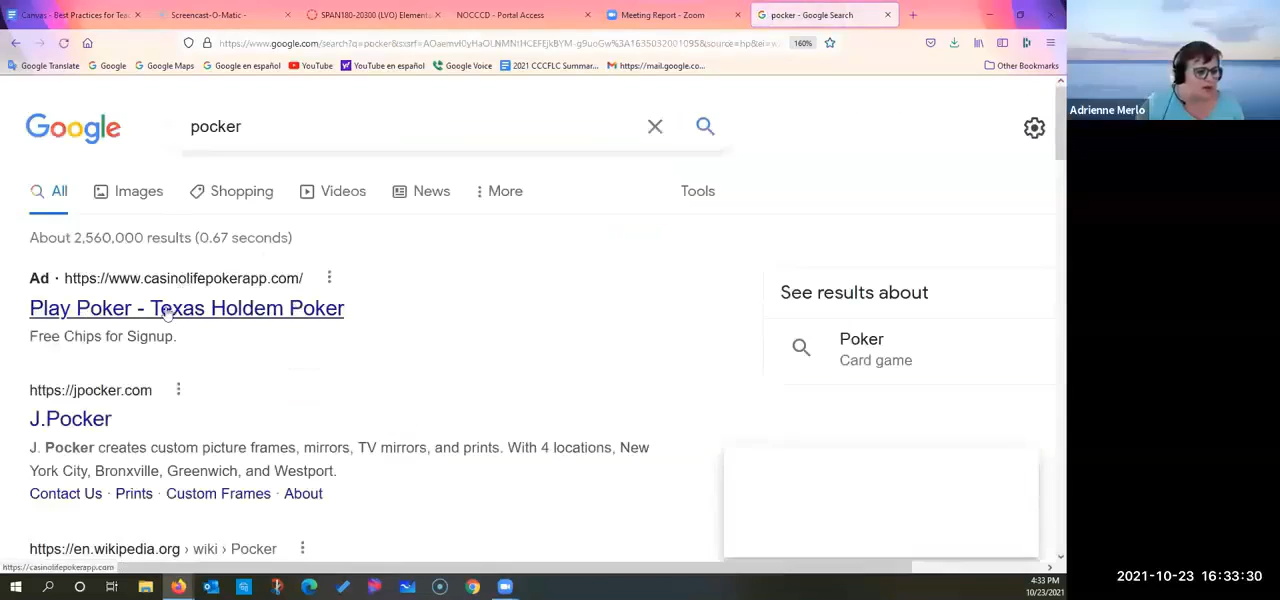 Canvas - Best Practices for Tea
Screencast-O-Matic -
SPAN180-20300 (LVO) Element
NOCCCD - Portal Access
Meeting Report - Zoom
pocker - Google Search
160%
Google Translate
Google
Google Maps
Google en español
YouTube
YouTube en español
Google Voice
2021 CCCFLC Summar...
https://mail.google.co...
Other Bookmarks
Adrienne Merlo
Google
pocker
All
Images
Shopping
Videos
News
More
Tools
About 2,560,000 results (0.67 seconds)
Ad · https://www.casinolifepokerapp.com/
Play Poker - Texas Holdem Poker
Free Chips for Signup.
See results about
Poker
Card game
https://jpocker.com
J.Pocker
J. Pocker creates custom picture frames, mirrors, TV mirrors, and prints. With 4 locations, New
York City, Bronxville, Greenwich, and Westport.
Contact Us · Prints · Custom Frames · About
https://en.wikipedia.org › wiki › Pocker
https://casinolifepokerapp.com
4:33 PM
10/23/2021
2021-10-23 16:33:30